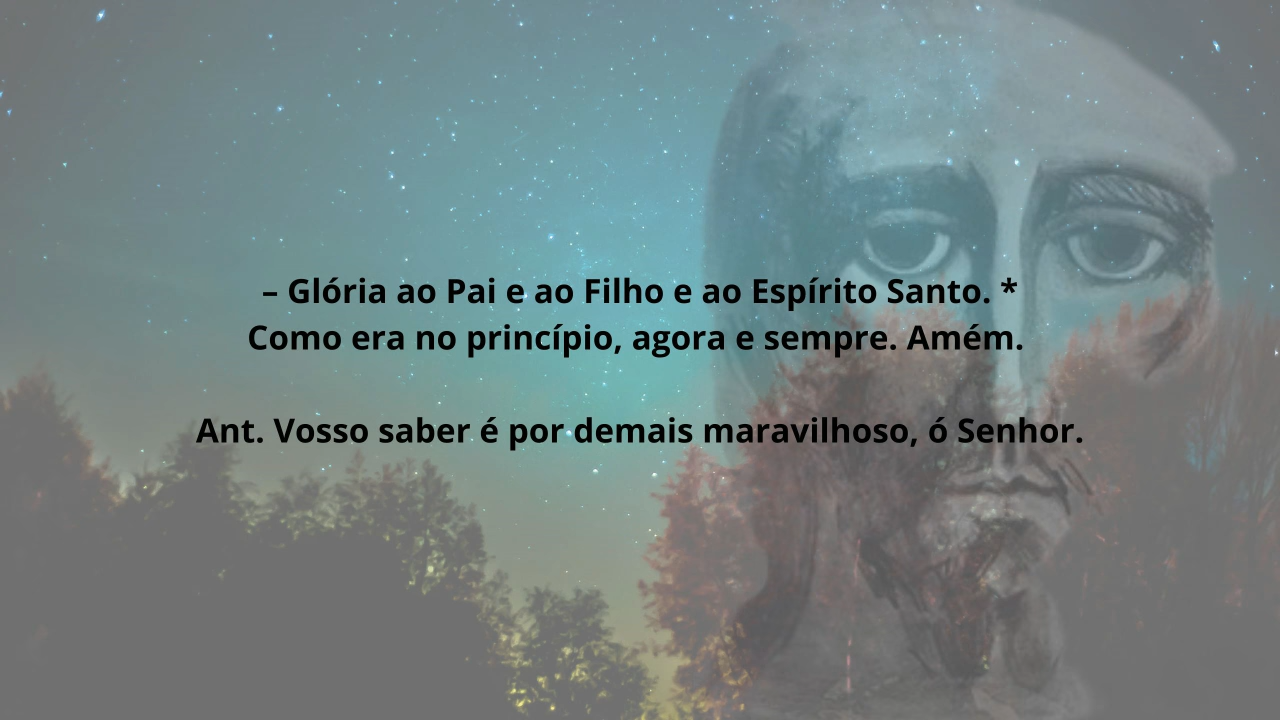 – Glória ao Pai e ao Filho e ao Espírito Santo. *
Como era no princípio, agora e sempre. Amém.
Ant. Vosso saber é por demais maravilhoso, ó Senhor.